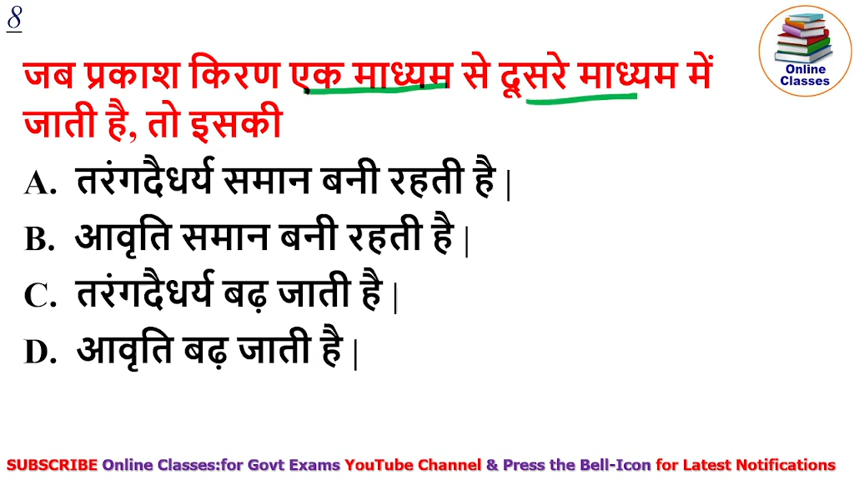 8
Online
Classes
जब प्रकाश किरण एक माध्यम से दूसरे माध्यम में
जाती है, तो इसकी
A. तरंगदैधर्य समान बनी रहती है |
B. आवृति समान बनी रहती है |
C. तरंगदैधर्य बढ़ जाती है |
D. आवृति बढ़ जाती है |
SUBSCRIBE Online Classes:for Govt Exams YouTube Channel & Press the Bell-Icon for Latest Notifications